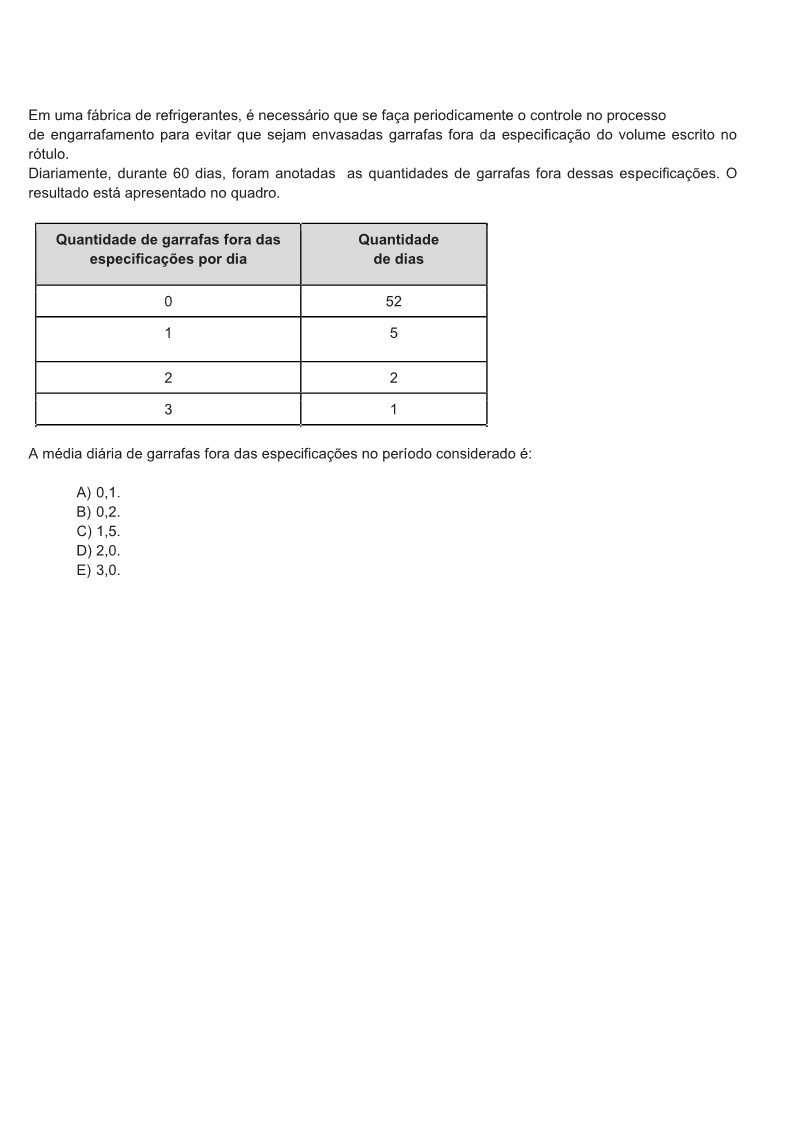 Em uma fábrica de refrigerantes, é necessário que se faça periodicamente o controle no processo
de engarrafamento para evitar que sejam envasadas garrafas fora da especificação do volume escrito no
rótulo.
Diariamente, durante 60 dias, foram anotadas as quantidades de garrafas fora dessas especificações. O
resultado está apresentado no quadro.
Quantidade de garrafas fora das especificações por dia
Quantidade de dias
0 52
1 5
2 2
3 1
A média diária de garrafas fora das especificações no período considerado é:
A) 0,1.
B) 0,2.
C) 1,5.
D) 2,0.
E) 3,0.